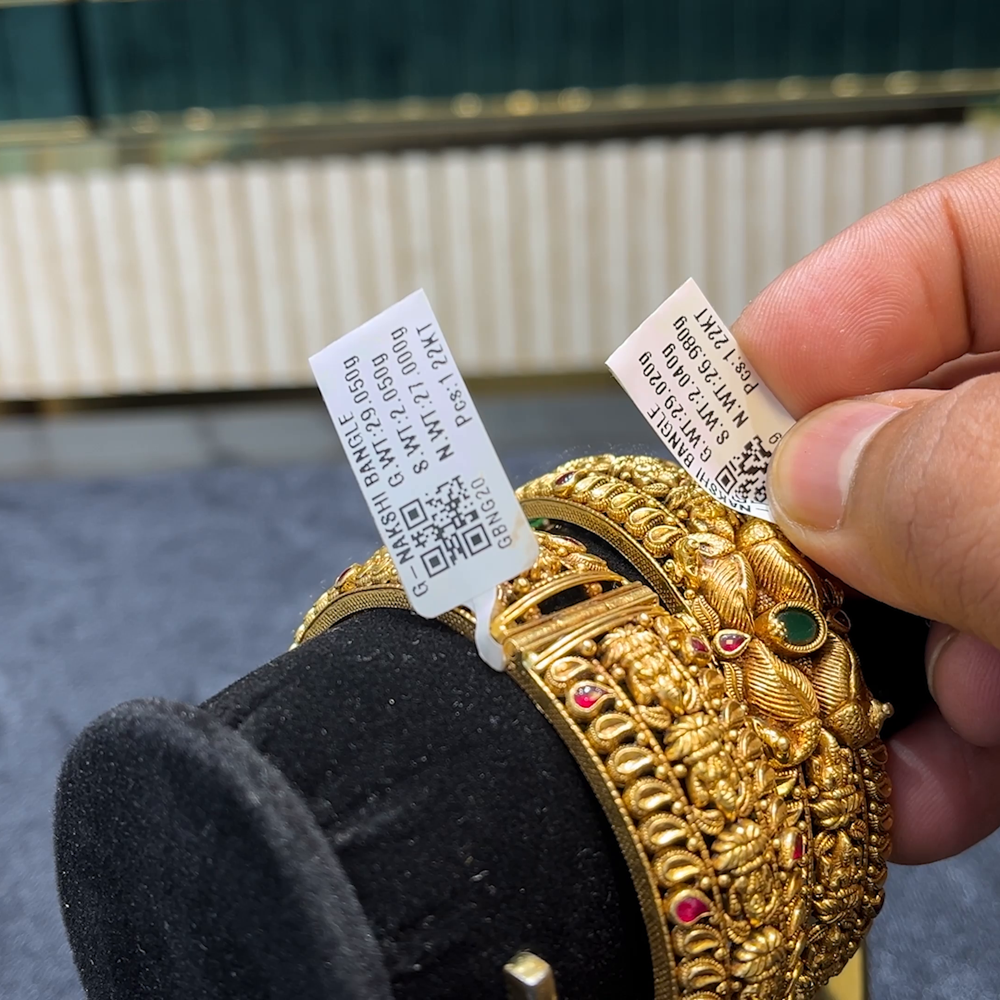 G-NAKSHI BANGLE
G.WT:29.050g
S.WT:2.050g
N.WT:27.000g
Pcs:1 22KT
GBNG20
NAKSHI BANGLE
G.WT:29.020g
S.WT:2.040g
N.WT:26.980g
Pcs:1 22KT